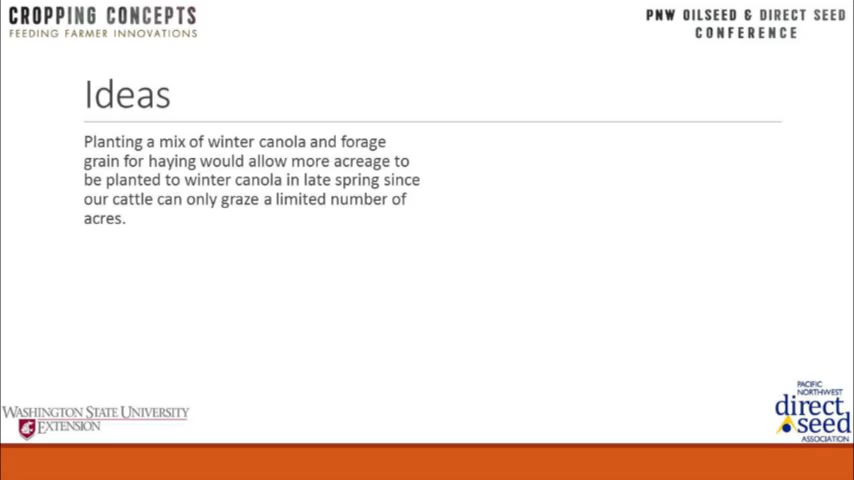 CROPPING CONCEPTS
FEEDING FARMER INNOVATIONS
PNW OILSEED & DIRECT SEED
CONFERENCE
Ideas
Planting a mix of winter canola and forage
grain for haying would allow more acreage to
be planted to winter canola in late spring since
our cattle can only graze a limited number of
acres.
WASHINGTON STATE UNIVERSITY
EXTENSION
PACIFIC
NORTHWEST
direct
seed
ASSOCIATION